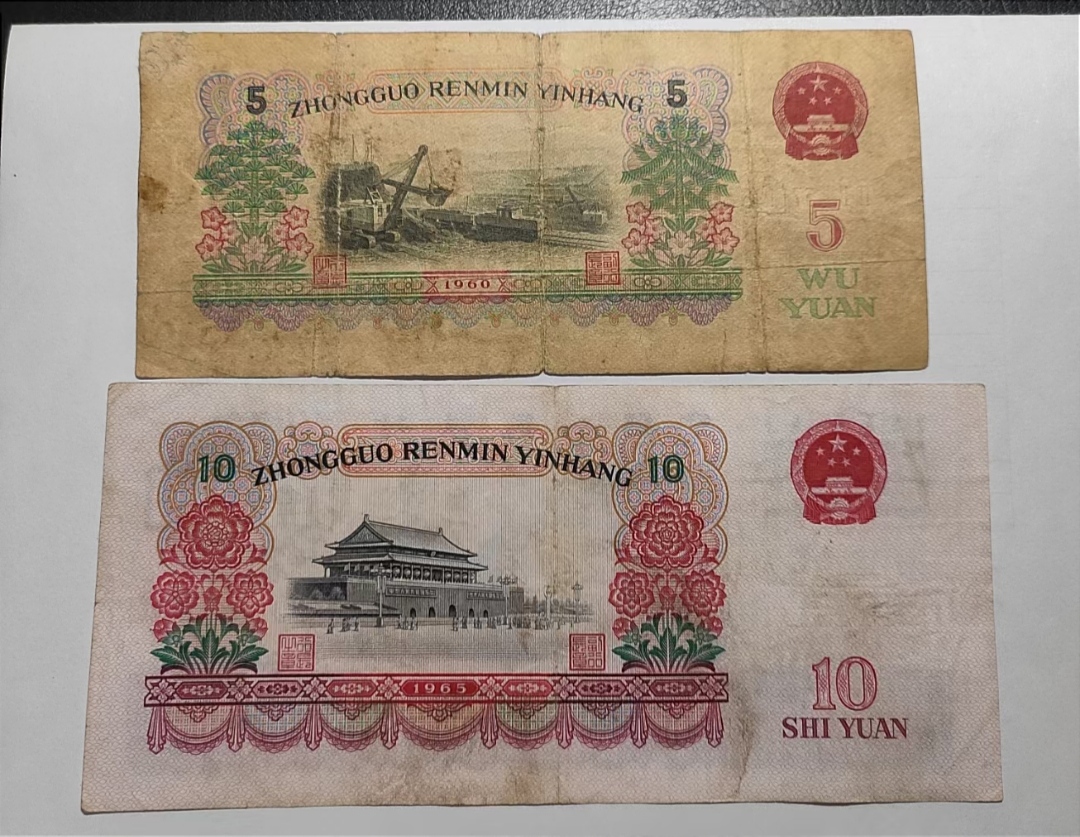 5 ZHONGGUO RENMIN YINHANG 5
5
WU
YUAN
1960
10 ZHONGGUO RENMIN YINHANG 10
10
SHI YUAN
1965